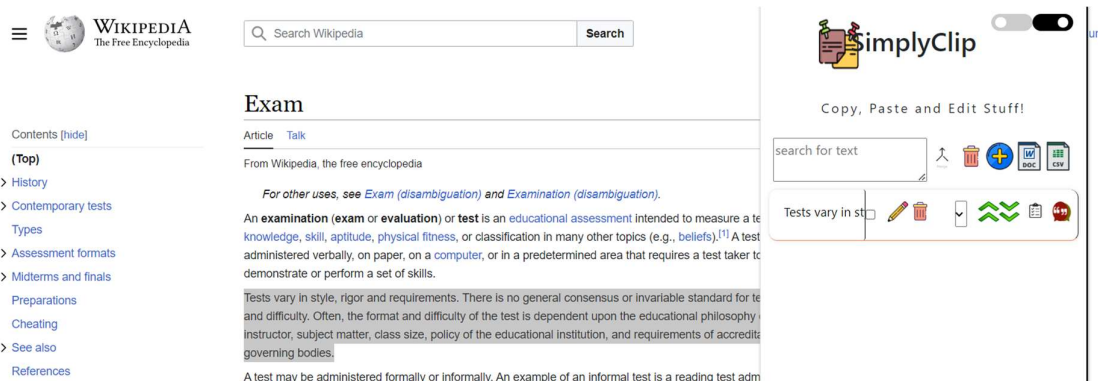 WIKIPEDIA
The Free Encyclopedia
Search Wikipedia
Search
Contents [hide]
(Top)
History
Contemporary tests
Types
Assessment formats
Midterms and finals
Preparations
Cheating
See also
References
Exam
Article Talk
From Wikipedia, the free encyclopedia
For other uses, see Exam (disambiguation) and Examination (disambiguation).
An examination (exam or evaluation) or test is an educational assessment intended to measure a te
knowledge, skill, aptitude, physical fitness, or classification in many other topics (e.g., beliefs).[1] A test
administered verbally, on paper, on a computer, or in a predetermined area that requires a test taker to
demonstrate or perform a set of skills.
Tests vary in style, rigor and requirements. There is no general consensus or invariable standard for te
and difficulty. Often, the format and difficulty of the test is dependent upon the educational philosophy
instructor, subject matter, class size, policy of the educational institution, and requirements of accredita
governing bodies.
A test may be administered formally or informally. An example of an informal test is a reading test adm
SimplyClip
Copy, Paste and Edit Stuff!
search for text
DOC
CSV
Tests vary in st